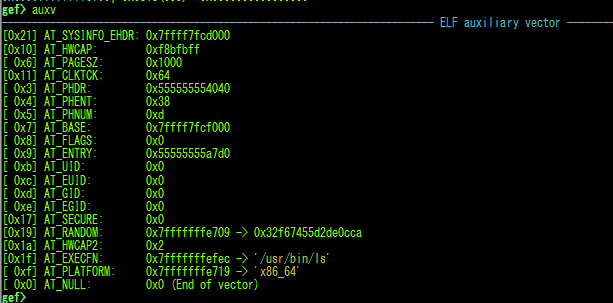 gef> auxv
ELF auxiliary vector
[0x21] AT_SYSINFO_EHDR: 0x7ffff7fcd000
[0x10] AT_HWCAP: 0xf8bfbff
[ 0x6] AT_PAGESZ: 0x1000
[0x11] AT_CLKTCK: 0x64
[ 0x3] AT_PHDR: 0x555555554040
[ 0x4] AT_PHENT: 0x38
[ 0x5] AT_PHNUM: 0xd
[ 0x7] AT_BASE: 0x7ffff7fcf000
[ 0x8] AT_FLAGS: 0x0
[ 0x9] AT_ENTRY: 0x55555555a7d0
[ 0xb] AT_UID: 0x0
[ 0xc] AT_EUID: 0x0
[ 0xd] AT_GID: 0x0
[ 0xe] AT_EGID: 0x0
[0x17] AT_SECURE: 0x0
[0x19] AT_RANDOM: 0x7fffffffe709 -> 0x32f67455d2de0cca
[0x1a] AT_HWCAP2: 0x2
[0x1f] AT_EXECFN: 0x7fffffffefec -> '/usr/bin/ls'
[ 0xf] AT_PLATFORM: 0x7fffffffe719 -> 'x86_64'
[ 0x0] AT_NULL: 0x0 (End of vector)
gef>